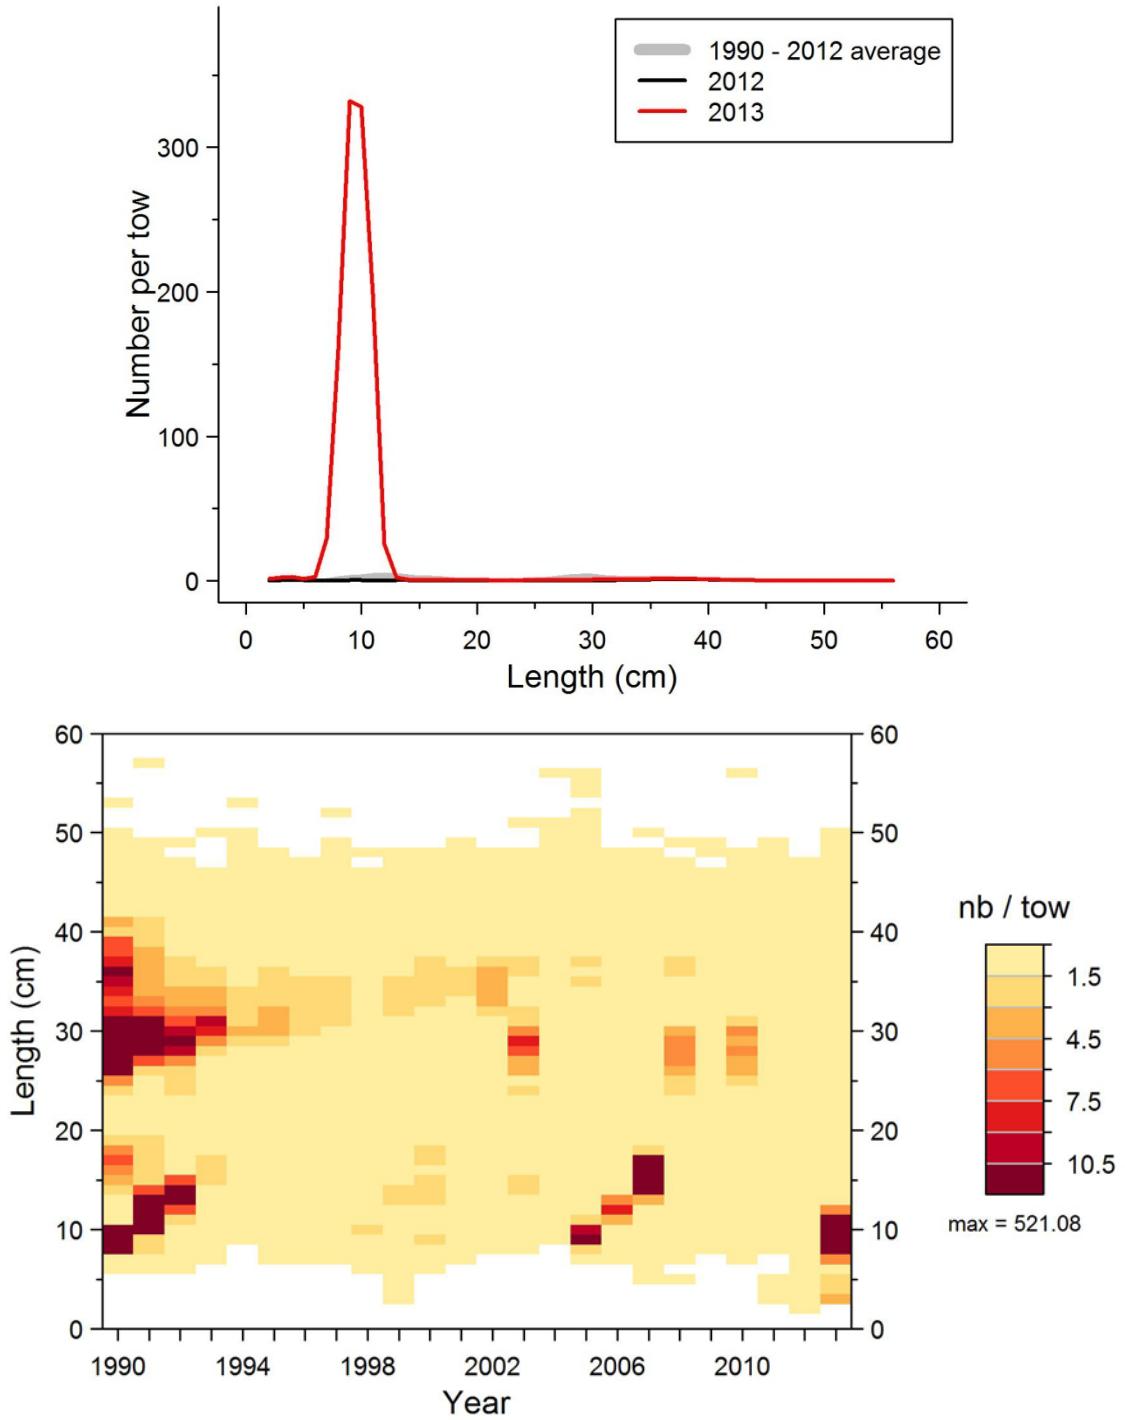 1990 - 2012 average
2012
2013
300
200
100
0
Number per tow
0 10 20 30 40 50 60
Length (cm)
60 60
50 50
40 40
30 30
20 20
10 10
0 0
Length (cm)
1990 1994 1998 2002 2006 2010
Year
nb / tow
1.5
4.5
7.5
10.5
max = 521.08